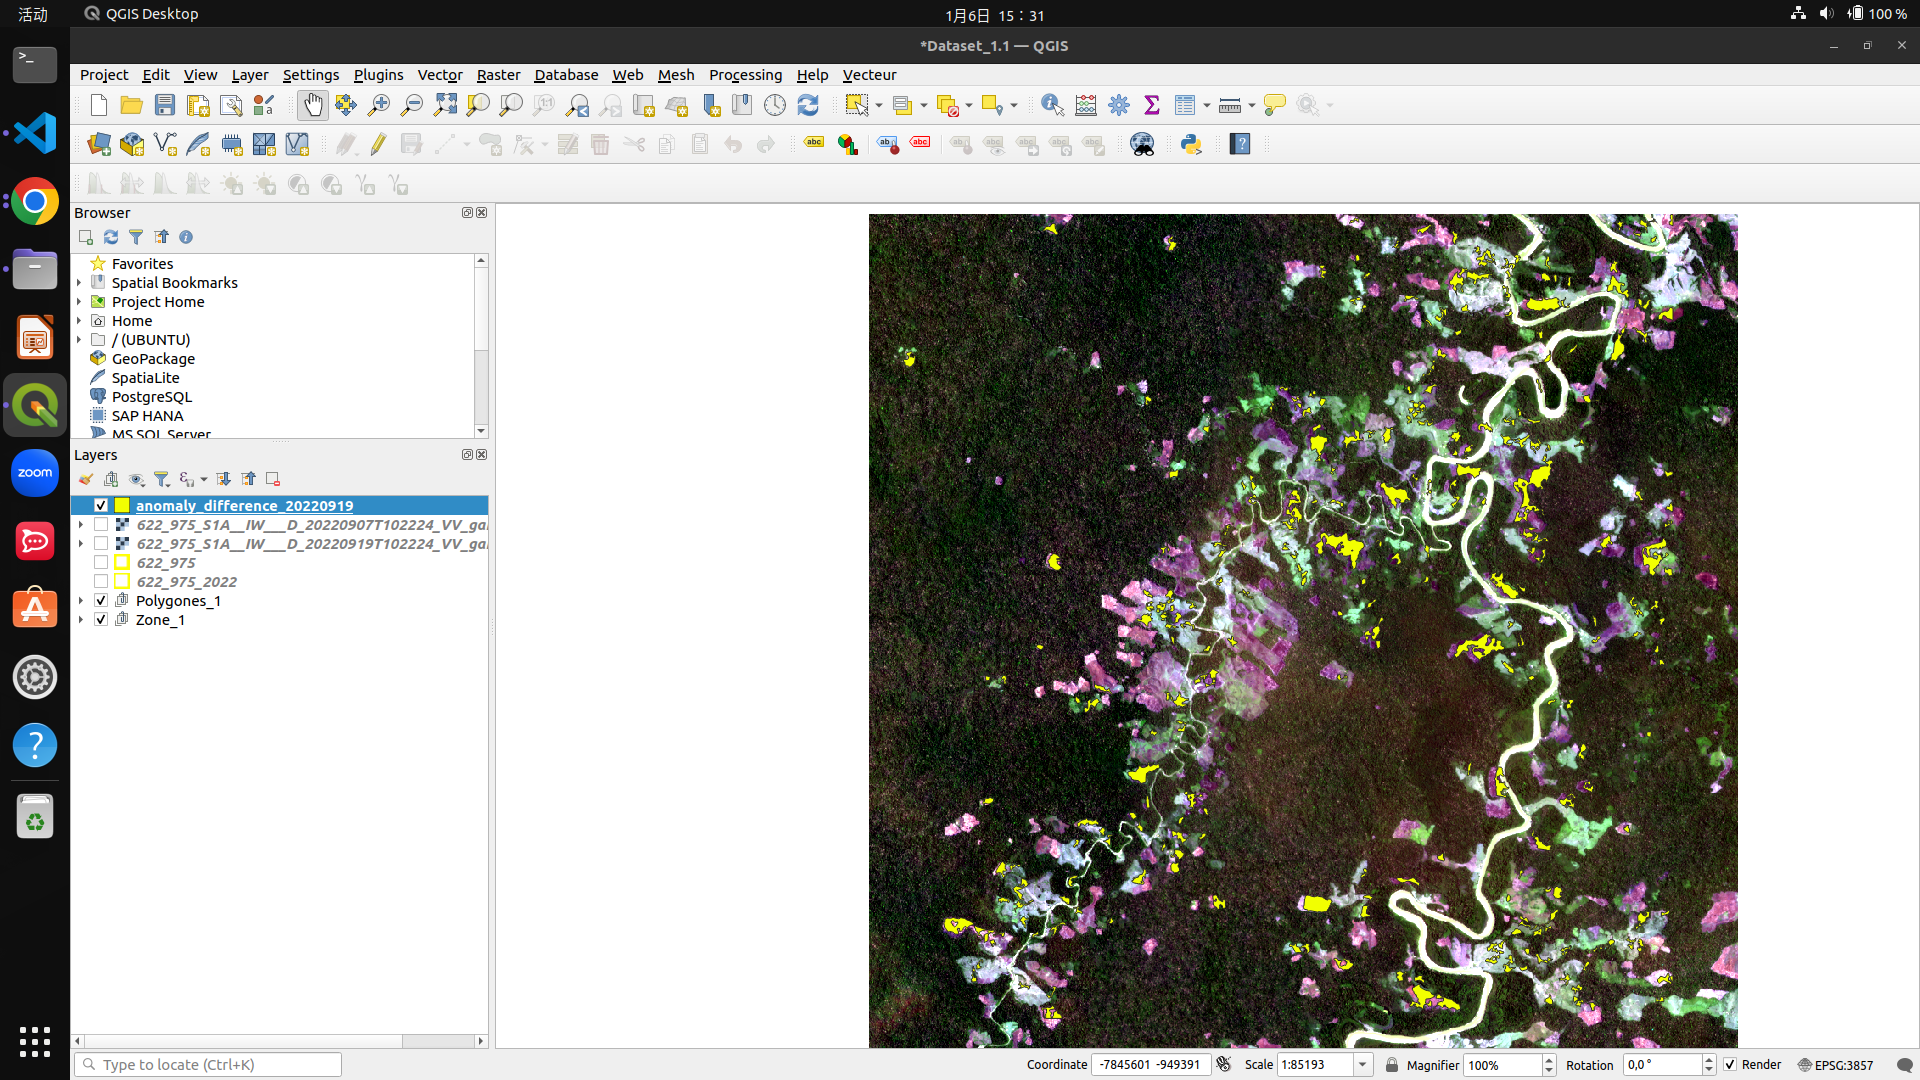 活动
QGIS Desktop
1月6日 15：31
100 %
*Dataset_1.1 — QGIS
Project Edit View Layer Settings Plugins Vector Raster Database Web Mesh Processing Help Vecteur
Browser
Favorites
Spatial Bookmarks
Project Home
Home
/ (UBUNTU)
GeoPackage
SpatiaLite
PostgreSQL
SAP HANA
MS SQL Server
Layers
anomaly_difference_20220919
622_975_S1A__IW___D_20220907T102224_VV_ga
622_975_S1A__IW___D_20220919T102224_VV_ga
622_975
622_975_2022
Polygones_1
Zone_1
zoom
Type to locate (Ctrl+K)
Coordinate -7845601 -949391 Scale 1:85193 Magnifier 100% Rotation 0,0 ° Render EPSG:3857